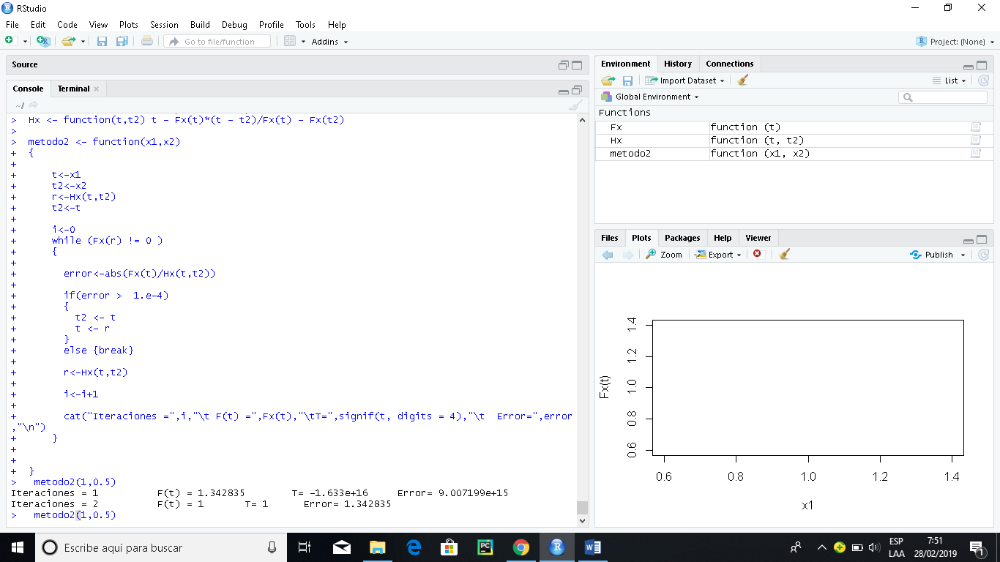 RStudio
File Edit Code View Plots Session Build Debug Profile Tools Help
Go to file/function Addins Project: (None)
Source
Console Terminal
~/
> Hx <- function(t,t2) t - Fx(t)*(t - t2)/Fx(t) - Fx(t2)
>
> metodo2 <- function(x1,x2)
+ {
+
+ t<-x1
+ t2<-x2
+ r<-Hx(t,t2)
+ t2<-t
+
+ i<-0
+ while (Fx(r) != 0 )
+ {
+
+ error<-abs(Fx(t)/Hx(t,t2))
+
+ if(error > 1.e-4)
+ {
+ t2 <- t
+ t <- r
+ }
+ else {break}
+
+ r<-Hx(t,t2)
+
+ i<-i+1
+
+ cat("Iteraciones =",i,"\t F(t) =",Fx(t),"\tT=",signif(t, digits = 4),"\t Error=",error
,"\n")
+ }
+
+
+ }
> metodo2(1,0.5)
Iteraciones = 1 F(t) = 1.342835 T= -1.633e+16 Error= 9.007199e+15
Iteraciones = 2 F(t) = 1 T= 1 Error= 1.342835
> metodo2(1,0.5)
Environment History Connections
Import Dataset List
Global Environment
Functions
Fx function (t)
Hx function (t, t2)
metodo2 function (x1, x2)
Files Plots Packages Help Viewer
Zoom Export Publish
Fx(t)
1.4
1.2
1.0
0.8
0.6
0.6 0.8 1.0 1.2 1.4
x1
Escribe aquí para buscar
PC
R
W
ESP
LAA
7:51
28/02/2019
1